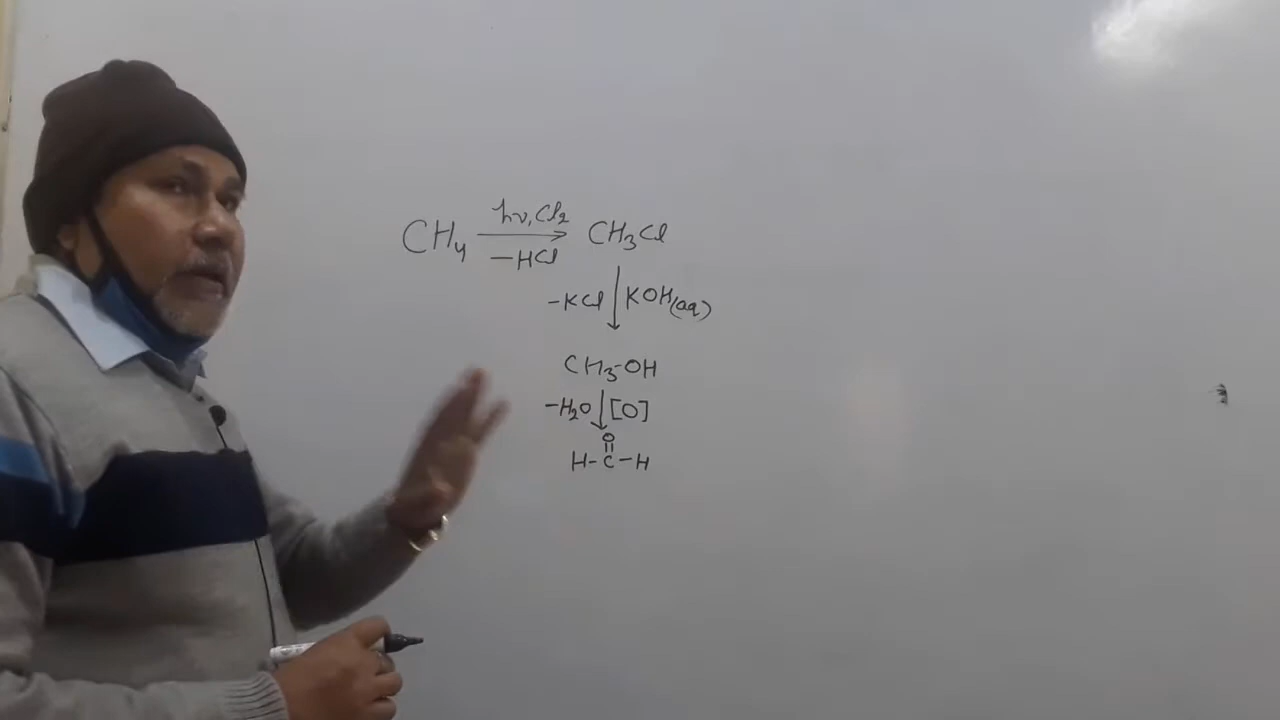 hν, Cl₂
CH₄ ⟶ CH₃Cl
−HCl
−KCl ↓ KOH(aq)
CH₃-OH
−H₂O ↓ [O]
O
||
H-C-H